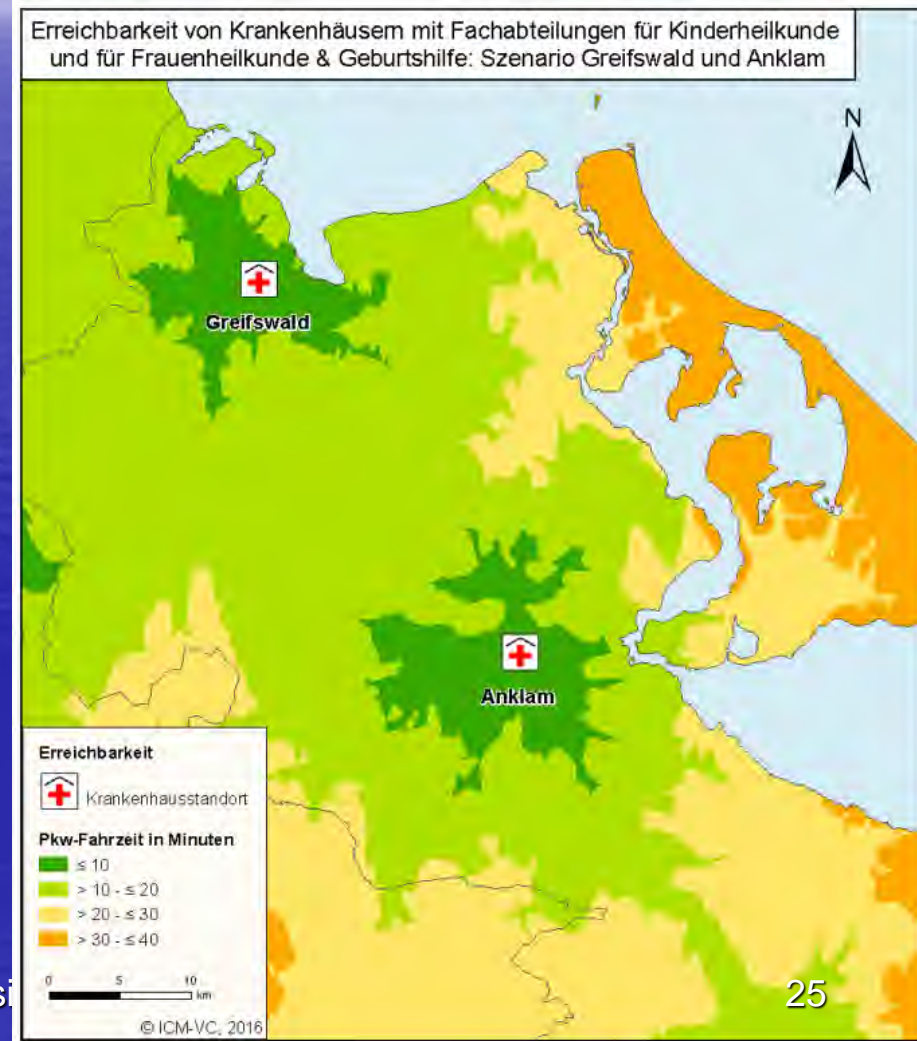 Erreichbarkeit von Krankenhäusern mit Fachabteilungen für Kinderheilkunde
und für Frauenheilkunde & Geburtshilfe: Szenario Greifswald und Anklam
N
Greifswald
Anklam
Erreichbarkeit
Krankenhausstandort
Pkw-Fahrzeit in Minuten
≤ 10
> 10 - ≤ 20
> 20 - ≤ 30
> 30 - ≤ 40
0 5 10
km
© ICM-VC, 2016
25